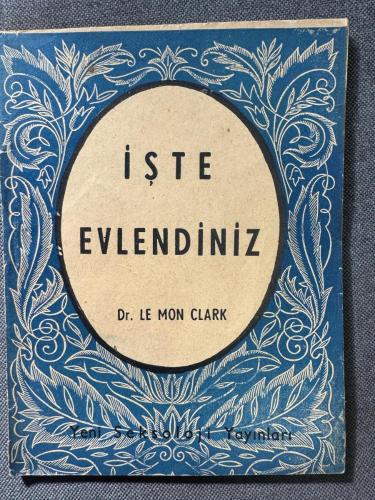 İŞTE
EVLENDİNİZ
Dr. LE MON CLARK
Yeni Seksoloji Yayınları